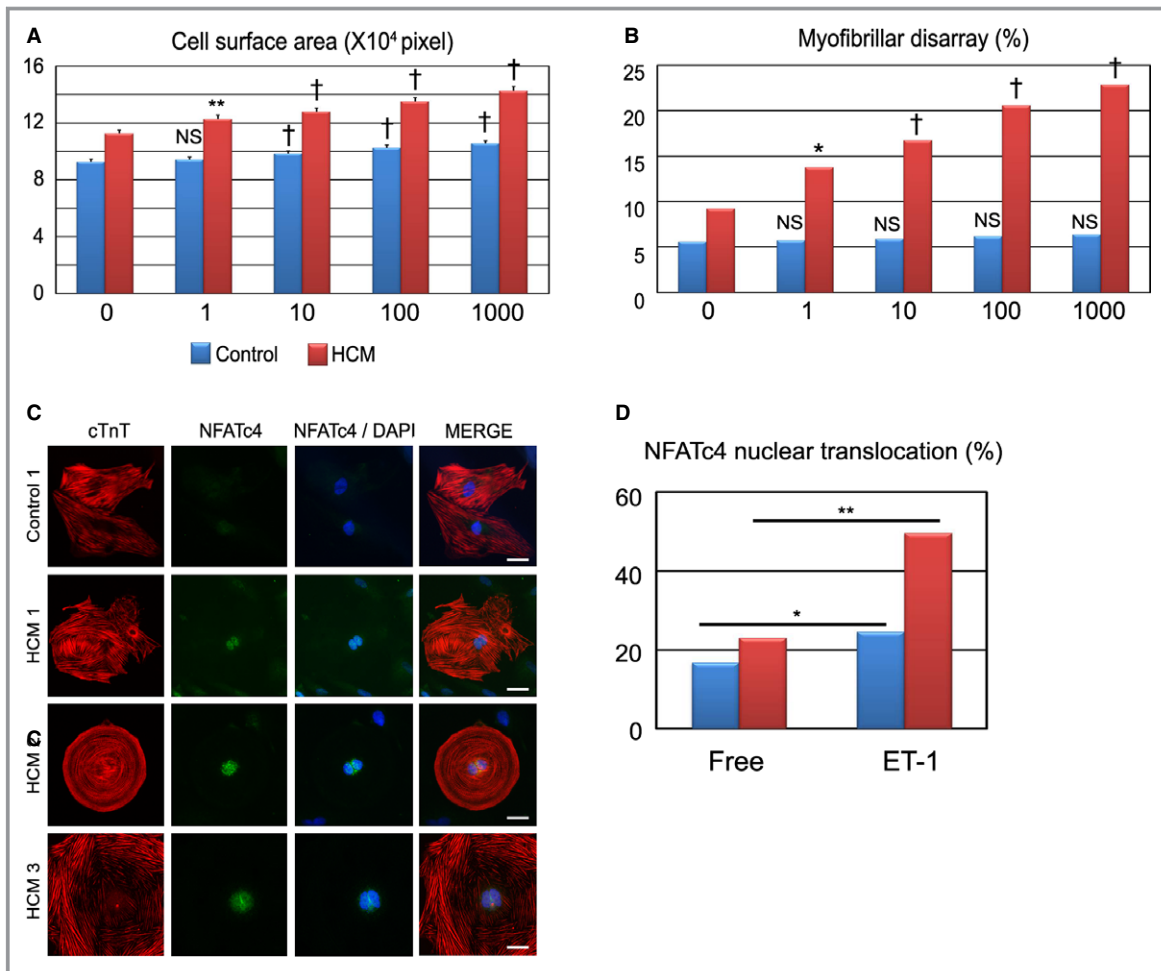 A
Cell surface area (X10⁴ pixel)
16
12
8
4
0
NS
**
†
†
†
†
†
†
0 1 10 100 1000
Control HCM
B
Myofibrillar disarray (%)
25
20
15
10
5
0
*
†
†
†
NS
NS
NS
NS
0 1 10 100 1000
C
cTnT NFATc4 NFATc4 / DAPI MERGE
Control 1
HCM 1
HCM 2
C
HCM 3
D
NFATc4 nuclear translocation (%)
60
40
20
0
**
*
Free ET-1